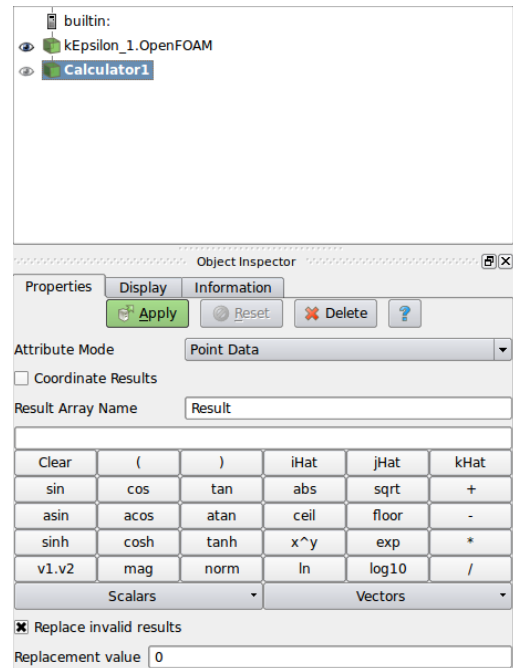 builtin:
kEpsilon_1.OpenFOAM
Calculator1
Object Inspector
Properties Display Information
Apply Reset Delete ?
Attribute Mode Point Data
Coordinate Results
Result Array Name Result
Clear ( ) iHat jHat kHat
sin cos tan abs sqrt +
asin acos atan ceil floor -
sinh cosh tanh x^y exp *
v1.v2 mag norm ln log10 /
Scalars Vectors
Replace invalid results
Replacement value 0